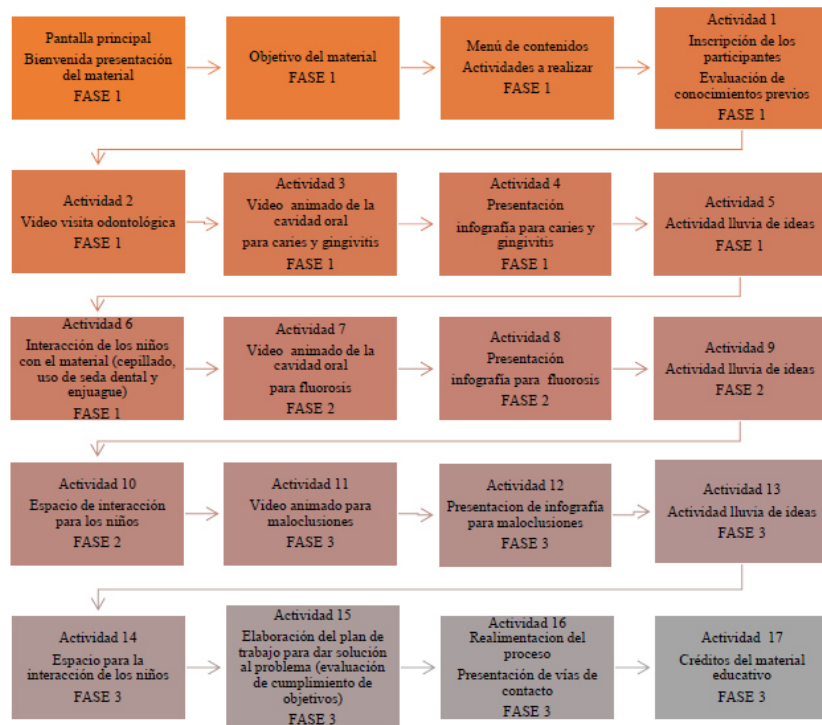 Pantalla principal
Bienvenida presentación
del material
FASE 1
Objetivo del material
FASE 1
Menú de contenidos
Actividades a realizar
FASE 1
Actividad 1
Inscripción de los
participantes
Evaluación de
conocimientos previos
FASE 1
Actividad 2
Video visita odontológica
FASE 1
Actividad 3
Video animado de la
cavidad oral
para caries y gingivitis
FASE 1
Actividad 4
Presentación
infografía para caries y
gingivitis
FASE 1
Actividad 5
Actividad lluvia de ideas
FASE 1
Actividad 6
Interacción de los niños
con el material (cepillado,
uso de seda dental y
enjuague)
FASE 1
Actividad 7
Video animado de la
cavidad oral
para fluorosis
FASE 2
Actividad 8
Presentación
infografía para fluorosis
FASE 2
Actividad 9
Actividad lluvia de ideas
FASE 2
Actividad 10
Espacio de interacción
para los niños
FASE 2
Actividad 11
Video animado para
maloclusiones
FASE 3
Actividad 12
Presentacion de infografía
para maloclusiones
FASE 3
Actividad 13
Actividad lluvia de ideas
FASE 3
Actividad 14
Espacio para la
interacción de los niños
FASE 3
Actividad 15
Elaboración del plan de
trabajo para dar solución
al problema (evaluación
de cumplimiento de
objetivos)
FASE 3
Actividad 16
Realimentacion del
proceso
Presentación de vías de
contacto
FASE 3
Actividad 17
Créditos del material
educativo
FASE 3